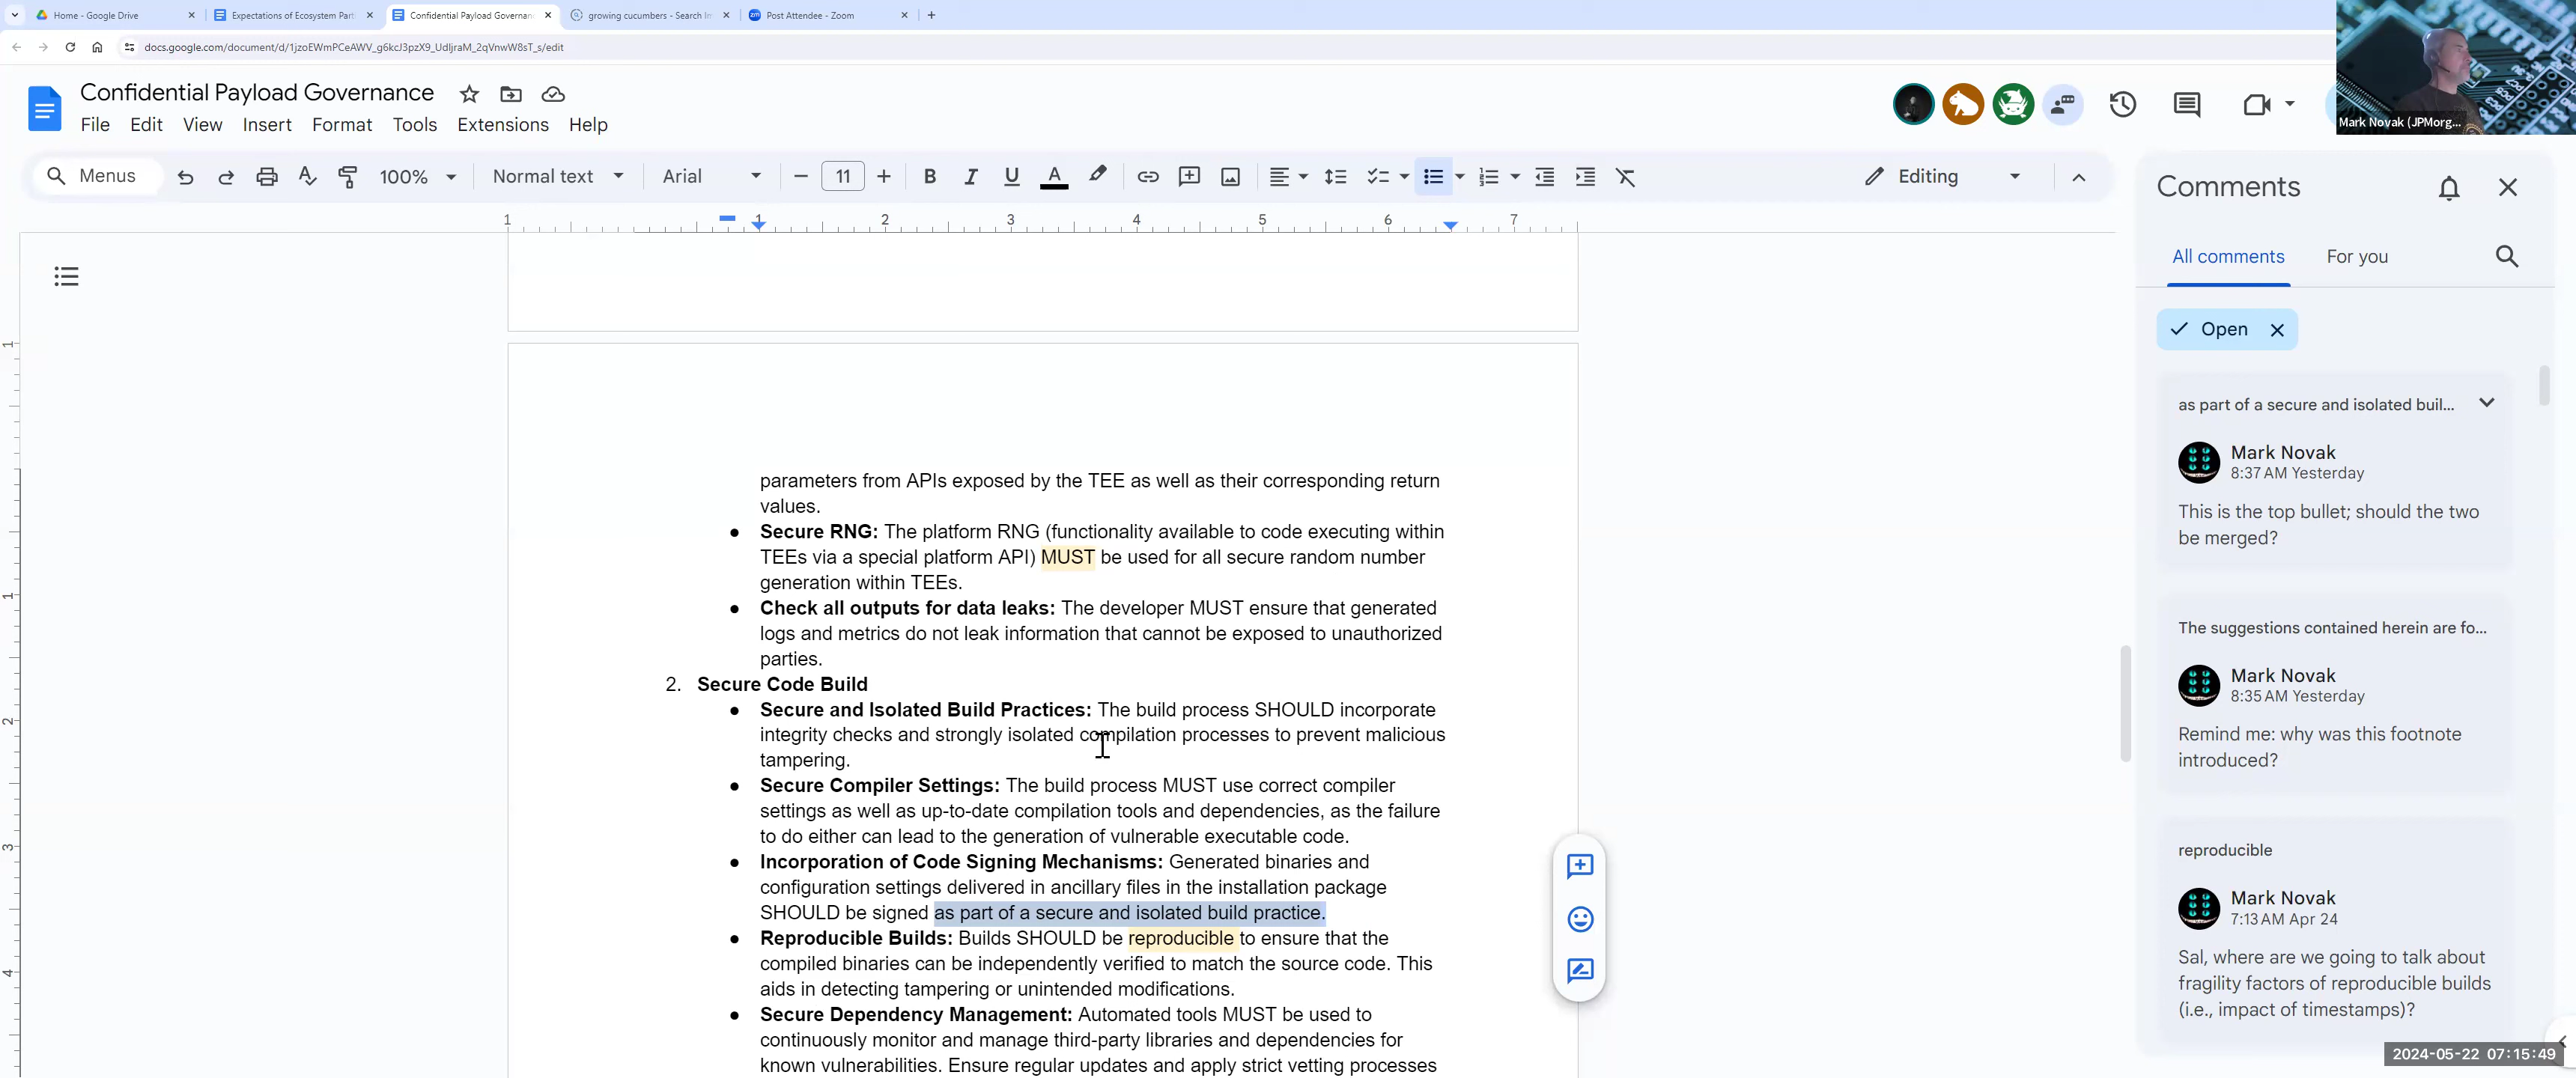 Home - Google Drive
Expectations of Ecosystem Part
Confidential Payload Governanc
growing cucumbers - Search Im
Post Attendee - Zoom
docs.google.com/document/d/1jzoEWmPCeAWV_g6kcJ3pzX9_UdljraM_2qVnwW8sT_s/edit
Mark Novak (JPMorg...
Confidential Payload Governance
File Edit View Insert Format Tools Extensions Help
Menus
100%
Normal text
Arial
11
Editing
1 1 2 3 4 5 6 7
1
1
2
3
4
parameters from APIs exposed by the TEE as well as their corresponding return
values.
● Secure RNG: The platform RNG (functionality available to code executing within
TEEs via a special platform API) MUST be used for all secure random number
generation within TEEs.
● Check all outputs for data leaks: The developer MUST ensure that generated
logs and metrics do not leak information that cannot be exposed to unauthorized
parties.
2. Secure Code Build
● Secure and Isolated Build Practices: The build process SHOULD incorporate
integrity checks and strongly isolated compilation processes to prevent malicious
tampering.
● Secure Compiler Settings: The build process MUST use correct compiler
settings as well as up-to-date compilation tools and dependencies, as the failure
to do either can lead to the generation of vulnerable executable code.
● Incorporation of Code Signing Mechanisms: Generated binaries and
configuration settings delivered in ancillary files in the installation package
SHOULD be signed as part of a secure and isolated build practice.
● Reproducible Builds: Builds SHOULD be reproducible to ensure that the
compiled binaries can be independently verified to match the source code. This
aids in detecting tampering or unintended modifications.
● Secure Dependency Management: Automated tools MUST be used to
continuously monitor and manage third-party libraries and dependencies for
known vulnerabilities. Ensure regular updates and apply strict vetting processes
Comments
All comments
For you
Open
as part of a secure and isolated buil...
Mark Novak
8:37 AM Yesterday
This is the top bullet; should the two
be merged?
The suggestions contained herein are fo...
Mark Novak
8:35 AM Yesterday
Remind me: why was this footnote
introduced?
reproducible
Mark Novak
7:13 AM Apr 24
Sal, where are we going to talk about
fragility factors of reproducible builds
(i.e., impact of timestamps)?
2024-05-22 07:15:49